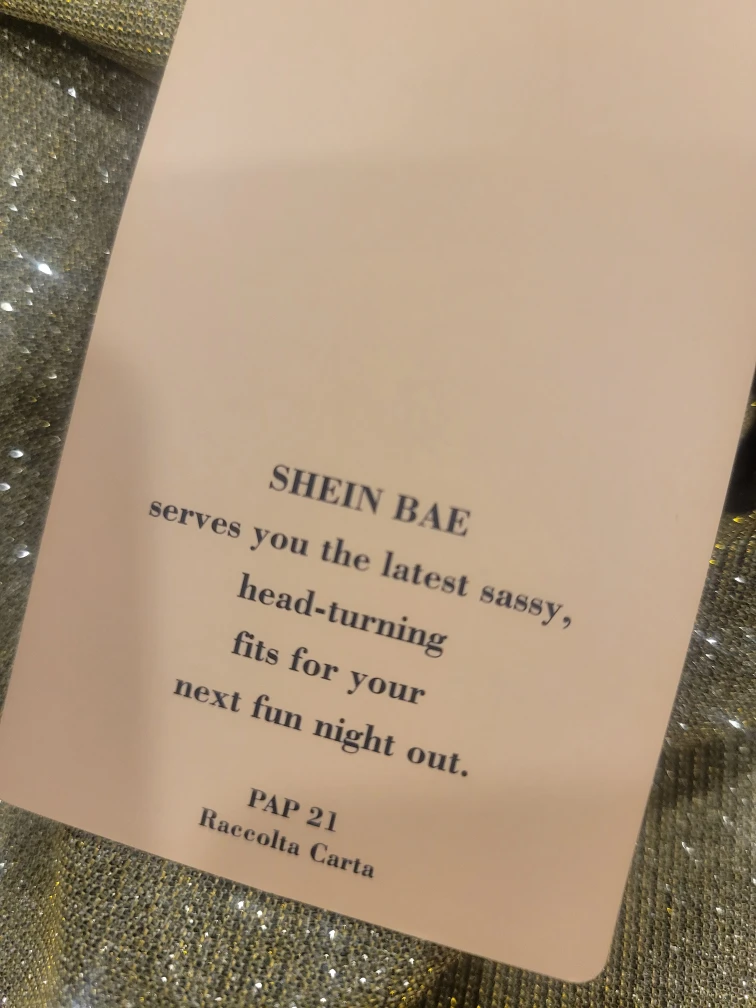 SHEIN BAE
serves you the latest sassy,
head-turning
fits for your
next fun night out.
PAP 21
Raccolta Carta